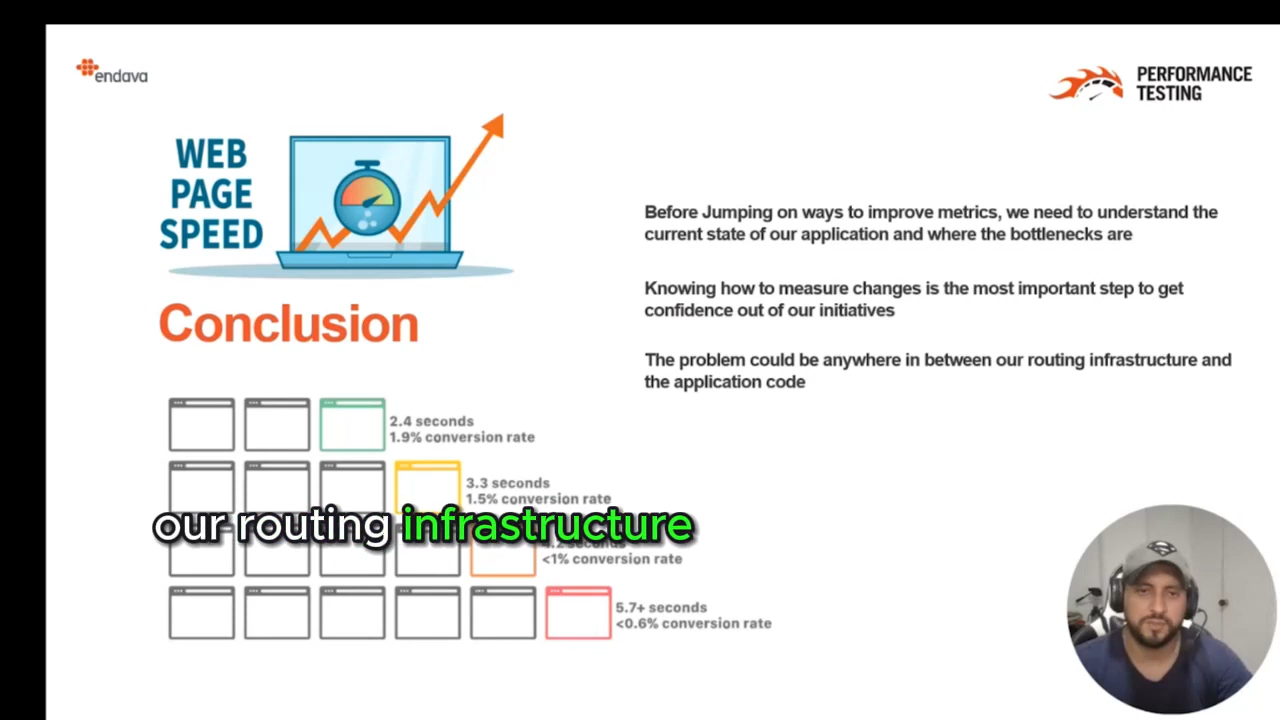 endava
PERFORMANCE
TESTING
WEB
PAGE
SPEED
Conclusion
Before Jumping on ways to improve metrics, we need to understand the
current state of our application and where the bottlenecks are
Knowing how to measure changes is the most important step to get
confidence out of our initiatives
The problem could be anywhere in between our routing infrastructure and
the application code
2.4 seconds
1.9% conversion rate
3.3 seconds
1.5% conversion rate
our routing infrastructure
seconds
<1% conversion rate
5.7+ seconds
<0.6% conversion rate